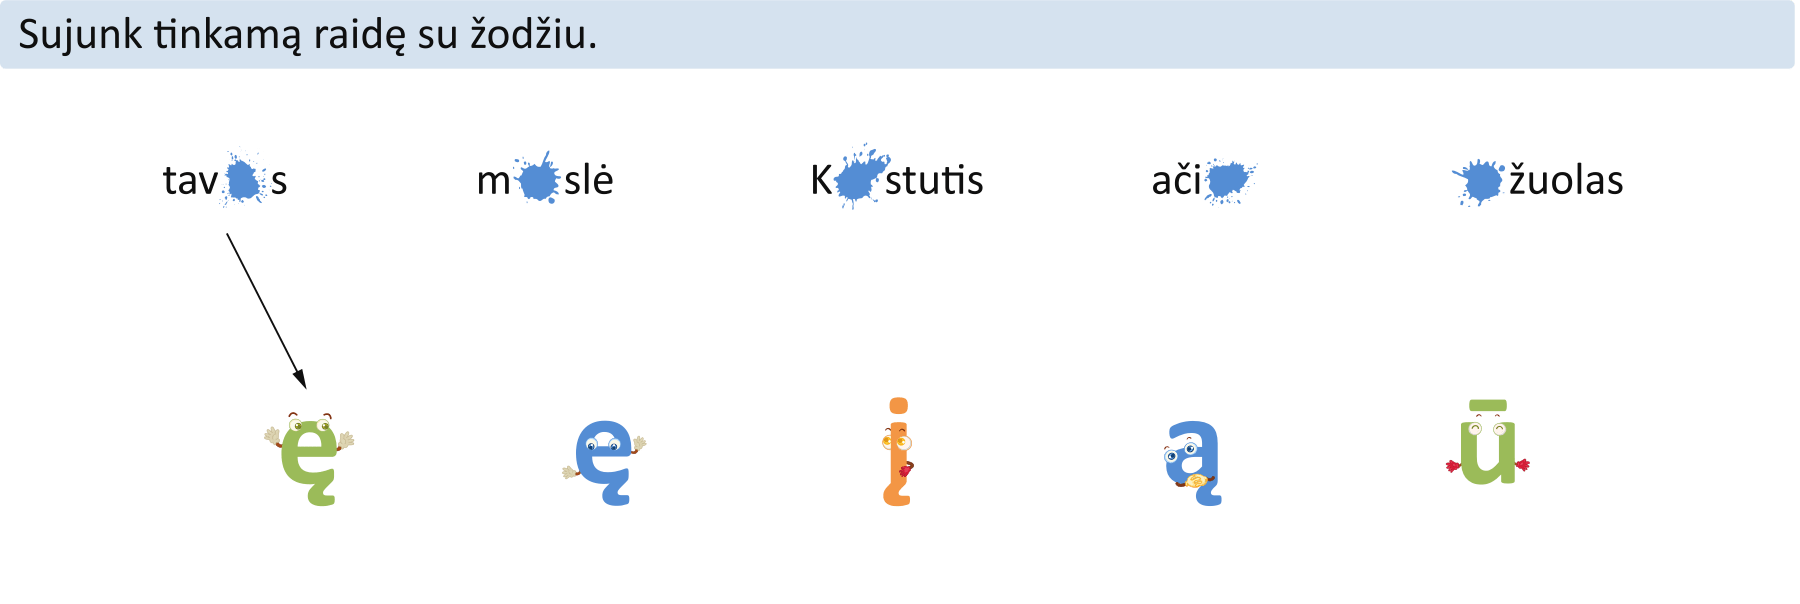 Sujunk tinkamą raidę su žodžiu.
tav s m slė K stutis ači žuolas
ę ę į ą ū